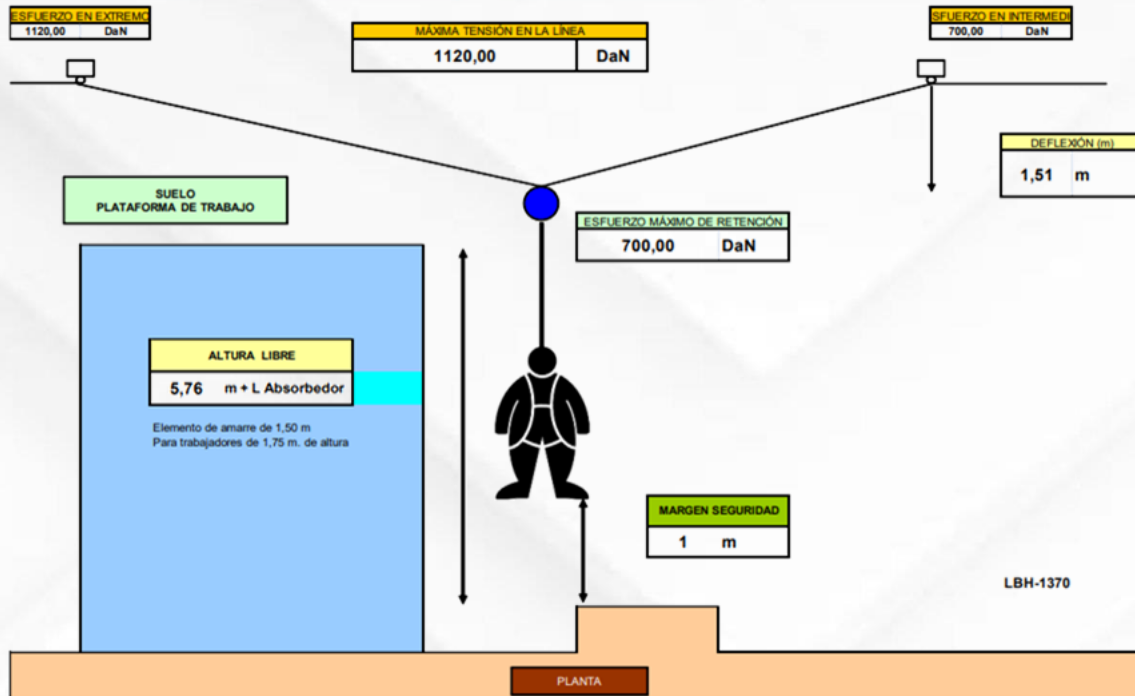 ESFUERZO EN EXTREMO
1120,00 DaN
MÁXIMA TENSIÓN EN LA LÍNEA
1120,00 DaN
SFUERZO EN INTERMEDI
700,00 DaN
DEFLEXIÓN (m)
1,51 m
SUELO
PLATAFORMA DE TRABAJO
ESFUERZO MÁXIMO DE RETENCIÓN
700,00 DaN
ALTURA LIBRE
5,76 m + L Absorbedor
Elemento de amarre de 1,50 m
Para trabajadores de 1,75 m. de altura
MARGEN SEGURIDAD
1 m
LBH-1370
PLANTA